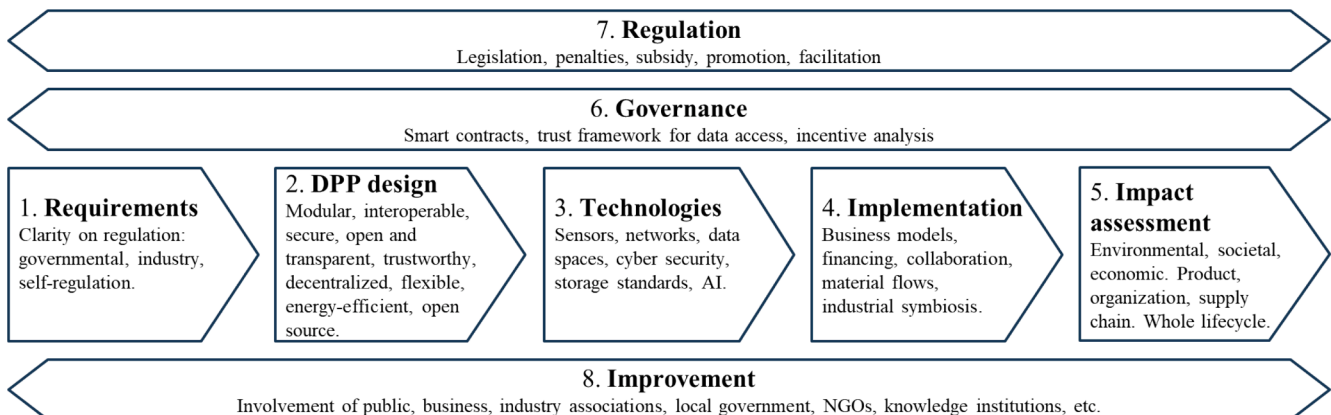 7. Regulation
Legislation, penalties, subsidy, promotion, facilitation
6. Governance
Smart contracts, trust framework for data access, incentive analysis
1. Requirements
Clarity on regulation:
governmental, industry,
self-regulation.
2. DPP design
Modular, interoperable,
secure, open and
transparent, trustworthy,
decentralized, flexible,
energy-efficient, open
source.
3. Technologies
Sensors, networks, data
spaces, cyber security,
storage standards, AI.
4. Implementation
Business models,
financing, collaboration,
material flows,
industrial symbiosis.
5. Impact
assessment
Environmental, societal,
economic. Product,
organization, supply
chain. Whole lifecycle.
8. Improvement
Involvement of public, business, industry associations, local government, NGOs, knowledge institutions, etc.